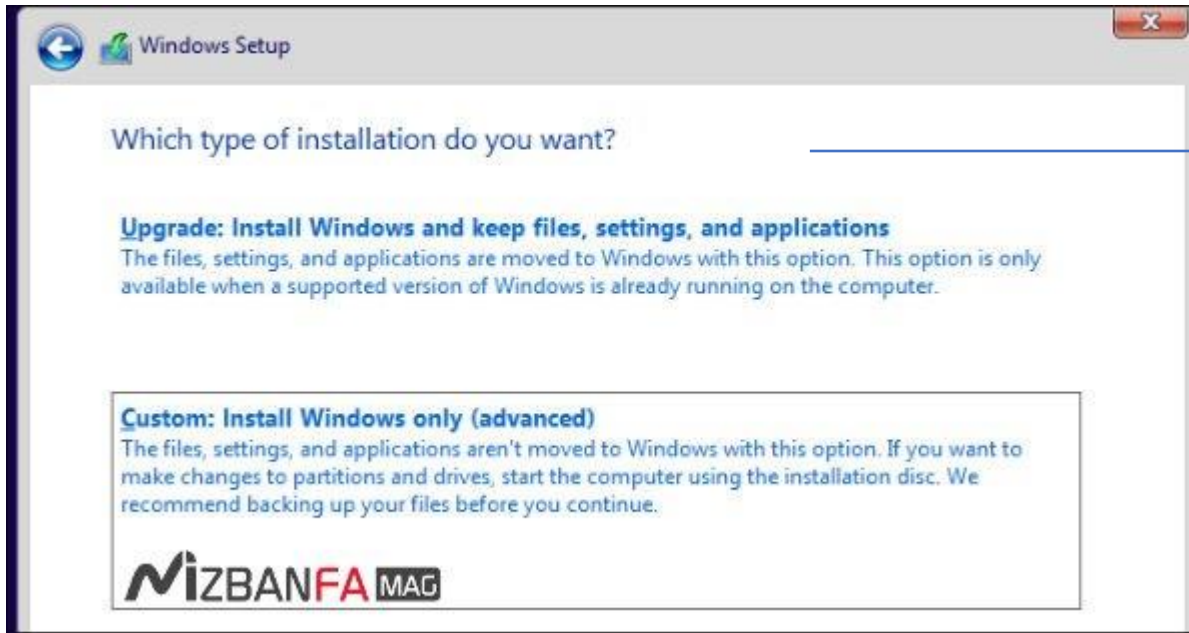 Windows Setup
Which type of installation do you want?
Upgrade: Install Windows and keep files, settings, and applications
The files, settings, and applications are moved to Windows with this option. This option is only
available when a supported version of Windows is already running on the computer.
Custom: Install Windows only (advanced)
The files, settings, and applications aren't moved to Windows with this option. If you want to
make changes to partitions and drives, start the computer using the installation disc. We
recommend backing up your files before you continue.
MIZBANFA MAG